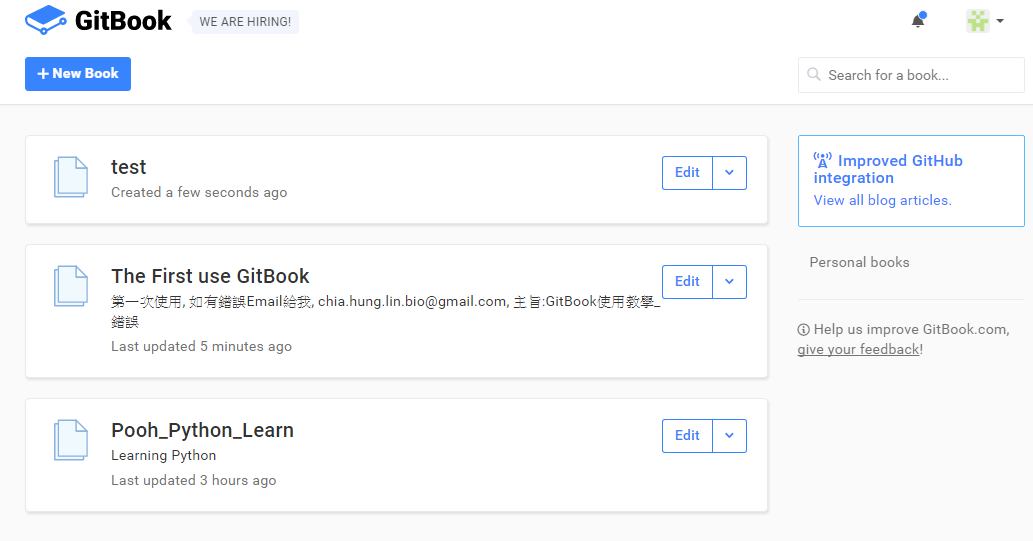 GitBook
WE ARE HIRING!
+ New Book
Search for a book...
test
Created a few seconds ago
Edit
The First use GitBook
第一次使用, 如有錯誤Email給我, chia.hung.lin.bio@gmail.com, 主旨:GitBook使用教學_
錯誤
Last updated 5 minutes ago
Edit
Pooh_Python_Learn
Learning Python
Last updated 3 hours ago
Edit
Improved GitHub
integration
View all blog articles.
Personal books
Help us improve GitBook.com,
give your feedback!